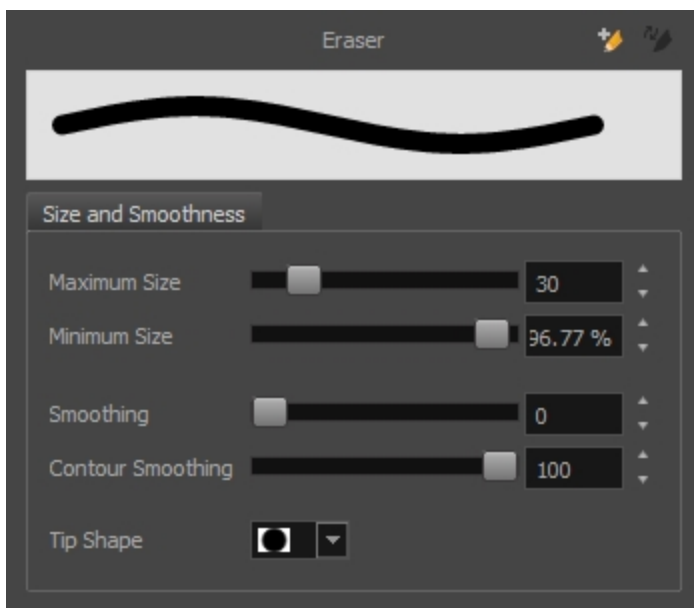 Eraser
Size and Smoothness
Maximum Size 30
Minimum Size 96.77 %
Smoothing 0
Contour Smoothing 100
Tip Shape